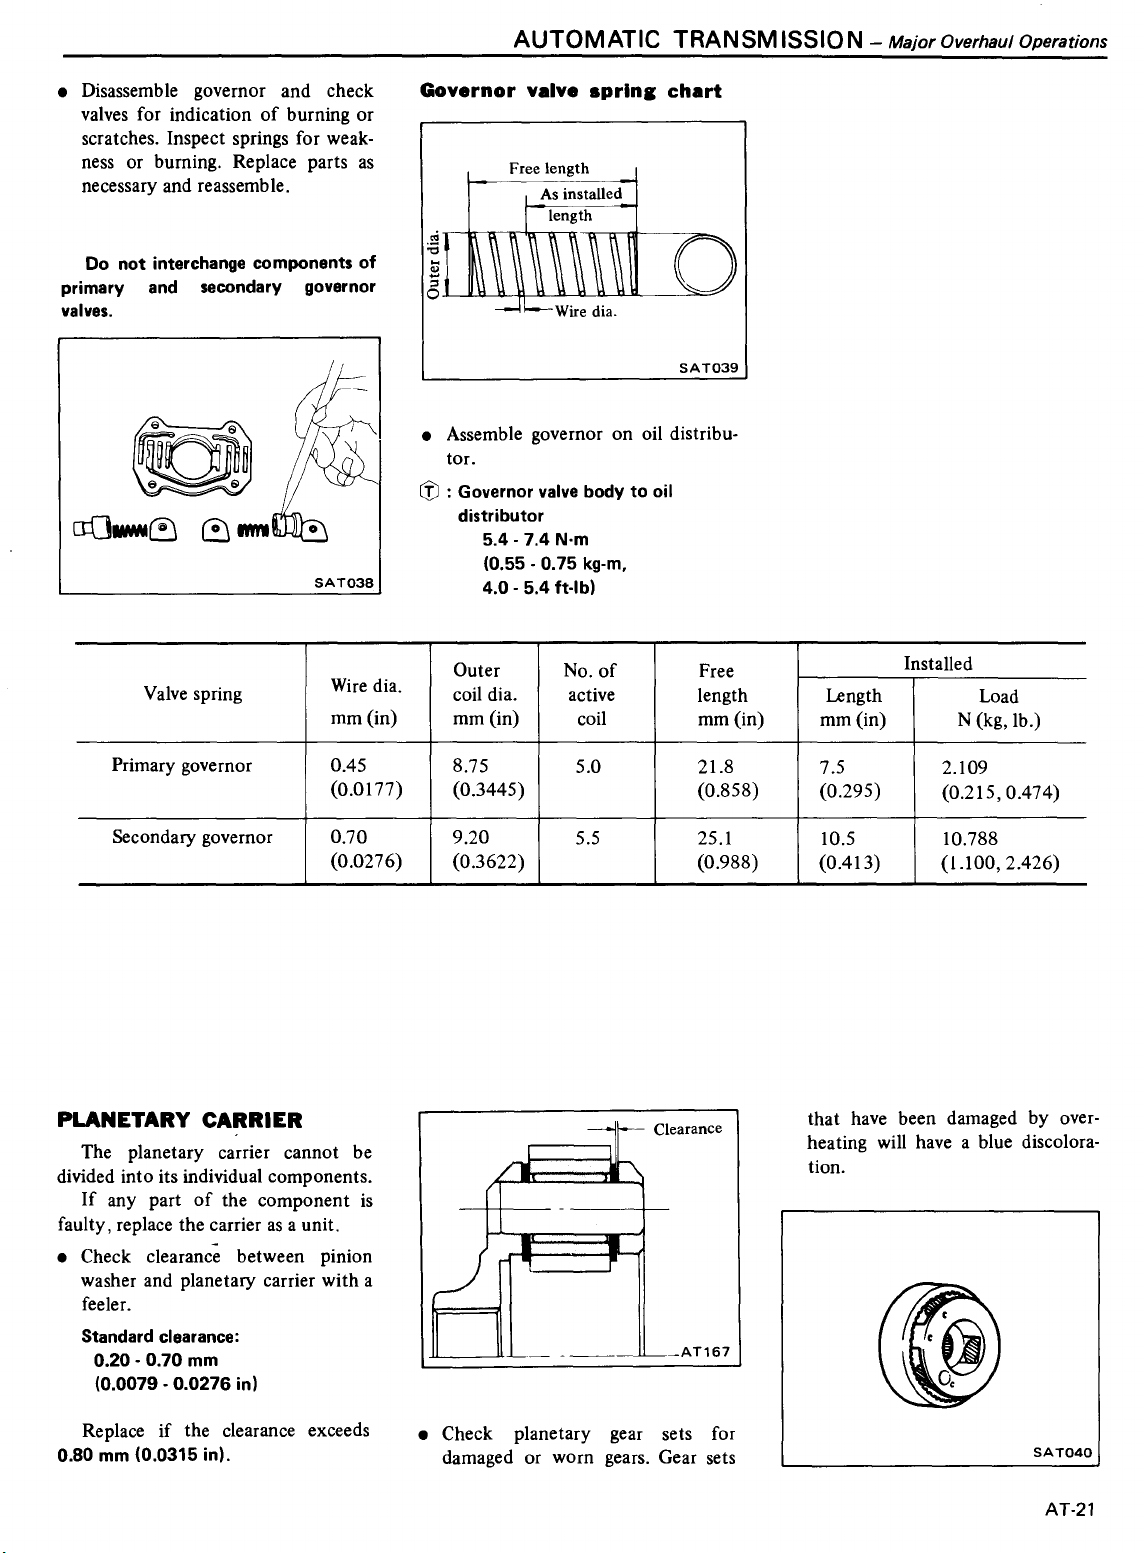 AUTOMATIC TRANSMISSION – Major Overhaul Operations
● Disassemble governor and check
valves for indication of burning or
scratches. Inspect springs for weak-
ness or burning. Replace parts as
necessary and reassemble.
Do not interchange components of
primary and secondary governor
valves.
SAT038
Governor valve spring chart
Free length
As installed
length
Outer dia.
Wire dia.
SAT039
● Assemble governor on oil distribu-
tor.
Ⓣ : Governor valve body to oil
distributor
5.4 - 7.4 N·m
(0.55 - 0.75 kg-m,
4.0 - 5.4 ft-lb)
Valve spring
Wire dia.
mm (in)
Outer
coil dia.
mm (in)
No. of
active
coil
Free
length
mm (in)
Installed
Length
mm (in)
Load
N (kg, lb.)
Primary governor 0.45 8.75 5.0 21.8 7.5 2.109
(0.0177) (0.3445) (0.858) (0.295) (0.215, 0.474)
Secondary governor 0.70 9.20 5.5 25.1 10.5 10.788
(0.0276) (0.3622) (0.988) (0.413) (1.100, 2.426)
PLANETARY CARRIER
The planetary carrier cannot be
divided into its individual components.
If any part of the component is
faulty, replace the carrier as a unit.
● Check clearance between pinion
washer and planetary carrier with a
feeler.
Standard clearance:
0.20 - 0.70 mm
(0.0079 - 0.0276 in)
Replace if the clearance exceeds
0.80 mm (0.0315 in).
Clearance
AT167
● Check planetary gear sets for
damaged or worn gears. Gear sets
that have been damaged by over-
heating will have a blue discolora-
tion.
c
c
c
SAT040
AT-21